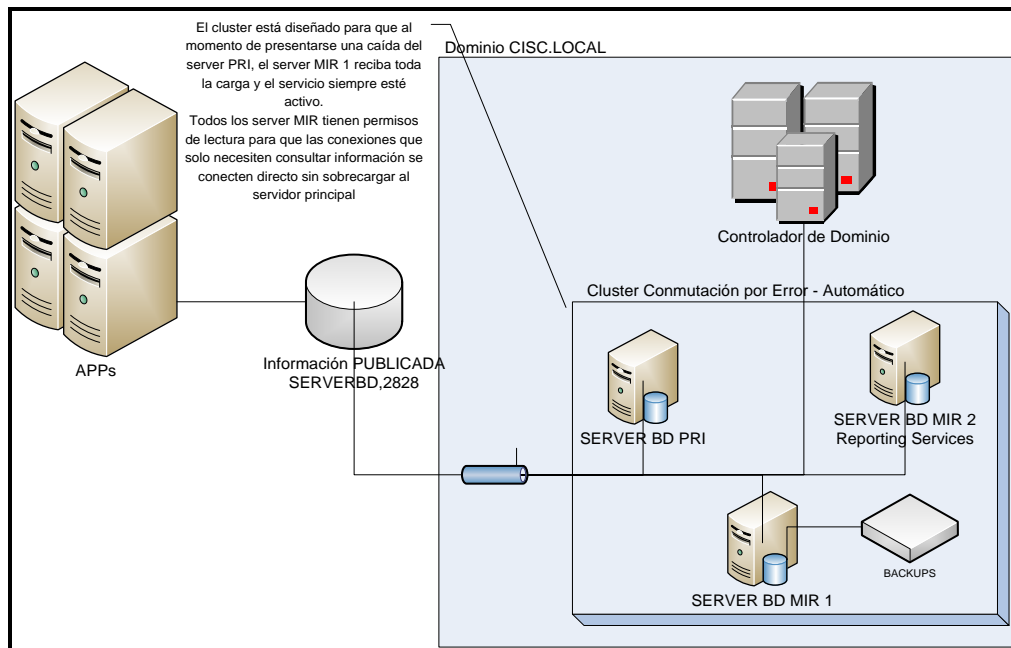 El cluster está diseñado para que al
momento de presentarse una caída del
server PRI, el server MIR 1 reciba toda
la carga y el servicio siempre esté
activo.
Todos los server MIR tienen permisos
de lectura para que las conexiones que
solo necesiten consultar información se
conecten directo sin sobrecargar al
servidor principal
Dominio CISC.LOCAL
Controlador de Dominio
Cluster Conmutación por Error - Automático
APPs
Información PUBLICADA
SERVERBD,2828
SERVER BD PRI
SERVER BD MIR 2
Reporting Services
SERVER BD MIR 1
BACKUPS